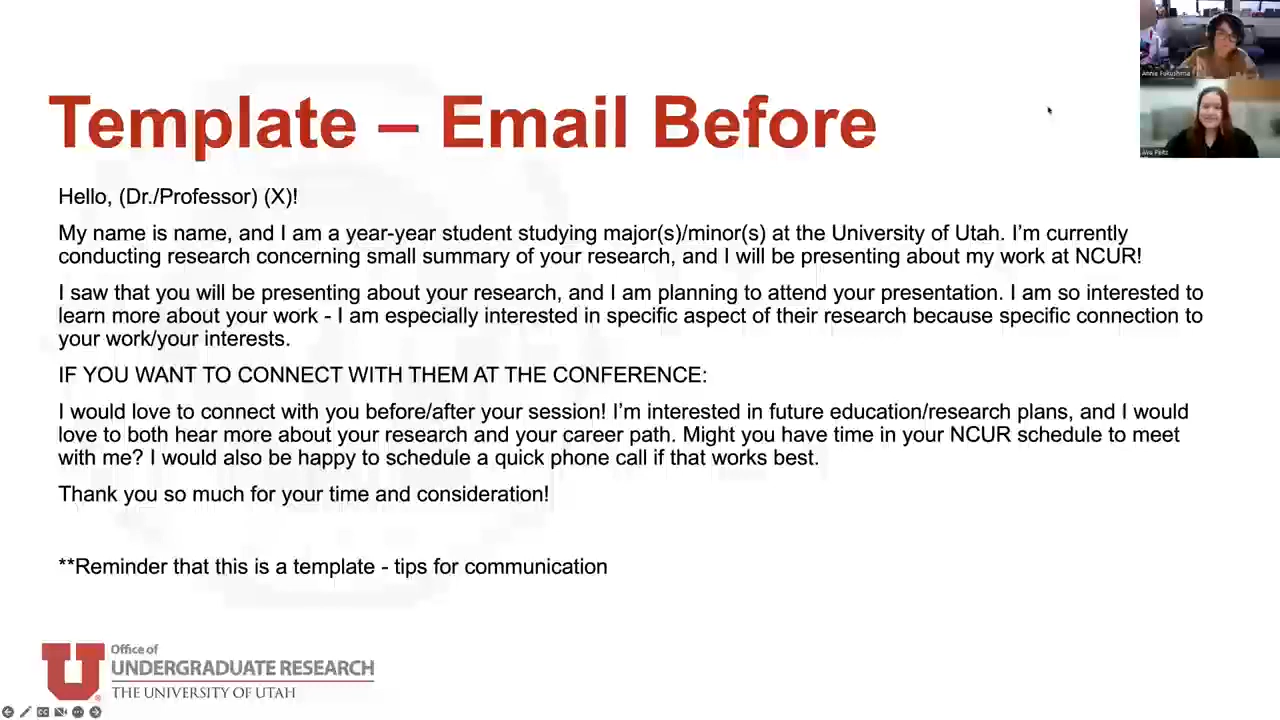 Template – Email Before
Hello, (Dr./Professor) (X)!
My name is name, and I am a year-year student studying major(s)/minor(s) at the University of Utah. I’m currently
conducting research concerning small summary of your research, and I will be presenting about my work at NCUR!
I saw that you will be presenting about your research, and I am planning to attend your presentation. I am so interested to
learn more about your work - I am especially interested in specific aspect of their research because specific connection to
your work/your interests.
IF YOU WANT TO CONNECT WITH THEM AT THE CONFERENCE:
I would love to connect with you before/after your session! I’m interested in future education/research plans, and I would
love to both hear more about your research and your career path. Might you have time in your NCUR schedule to meet
with me? I would also be happy to schedule a quick phone call if that works best.
Thank you so much for your time and consideration!
**Reminder that this is a template - tips for communication
Office of
UNDERGRADUATE RESEARCH
THE UNIVERSITY OF UTAH
U
Annie Fukushima
Ava Peitz